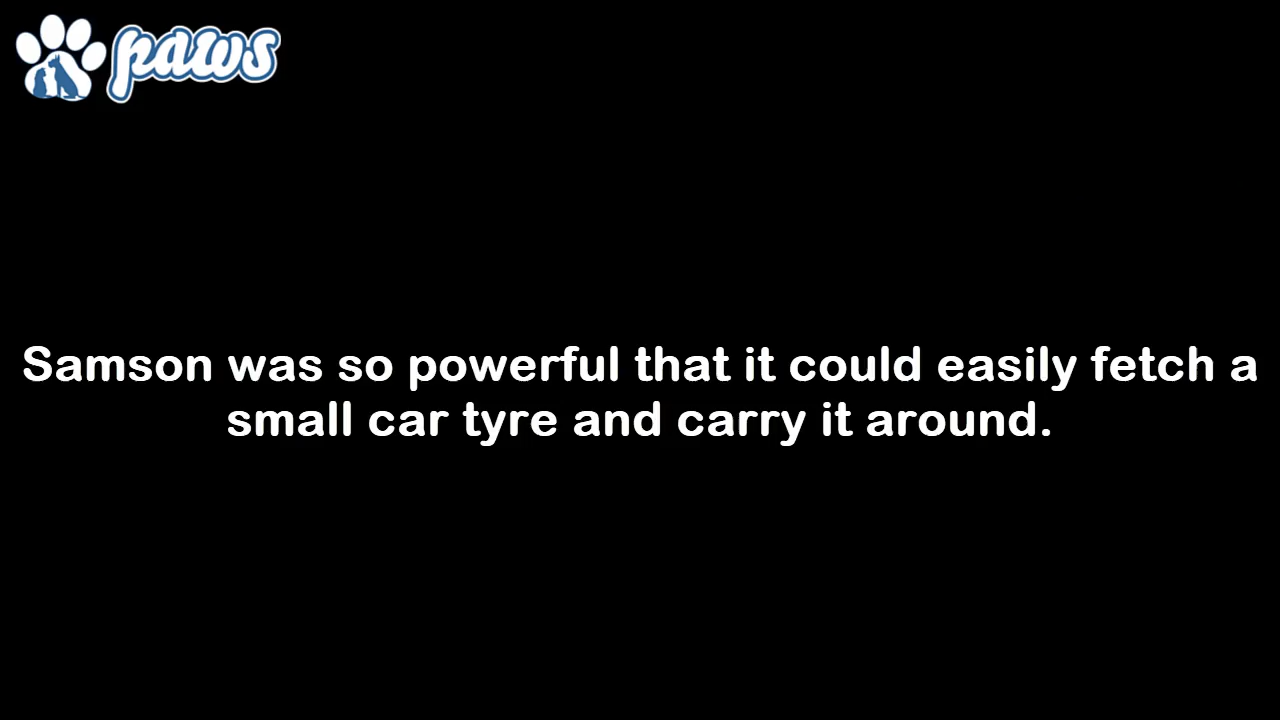 paws
Samson was so powerful that it could easily fetch a
small car tyre and carry it around.